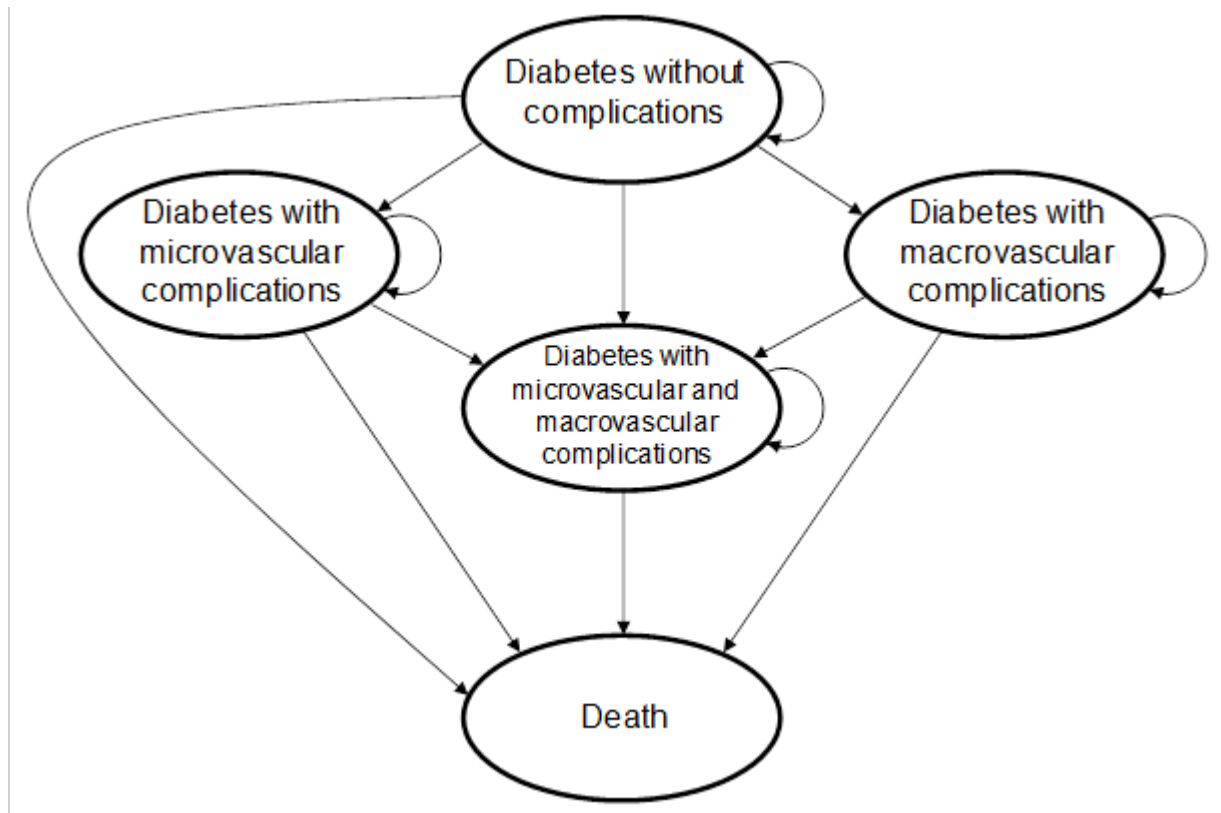 Diabetes without
complications
Diabetes with
microvascular
complications
Diabetes with
macrovascular
complications
Diabetes with
microvascular and
macrovascular
complications
Death